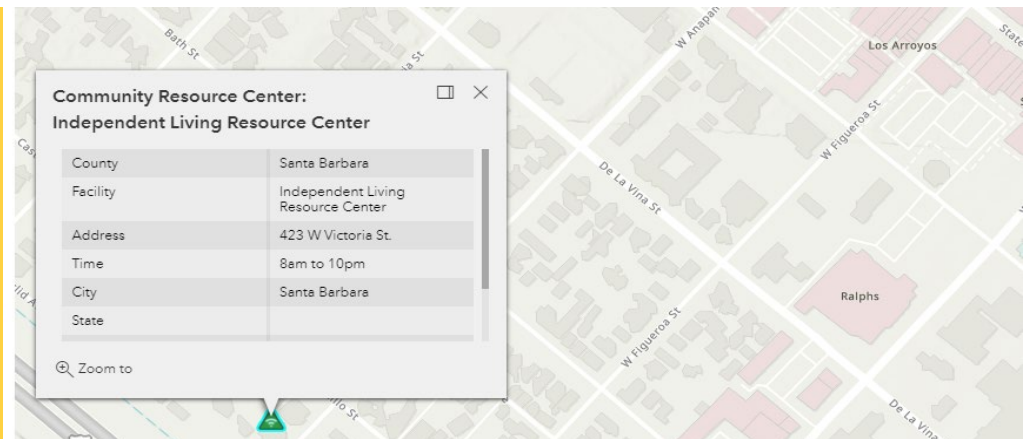 Bath St
W Anapan
Los Arroyos
State
Community Resource Center:
Independent Living Resource Center
County Santa Barbara
Facility Independent Living
Resource Center
Address 423 W Victoria St.
Time 8am to 10pm
City Santa Barbara
State
Zoom to
W Figueroa St
De La Vina St
Ralphs
W Figueroa St
De La Vina